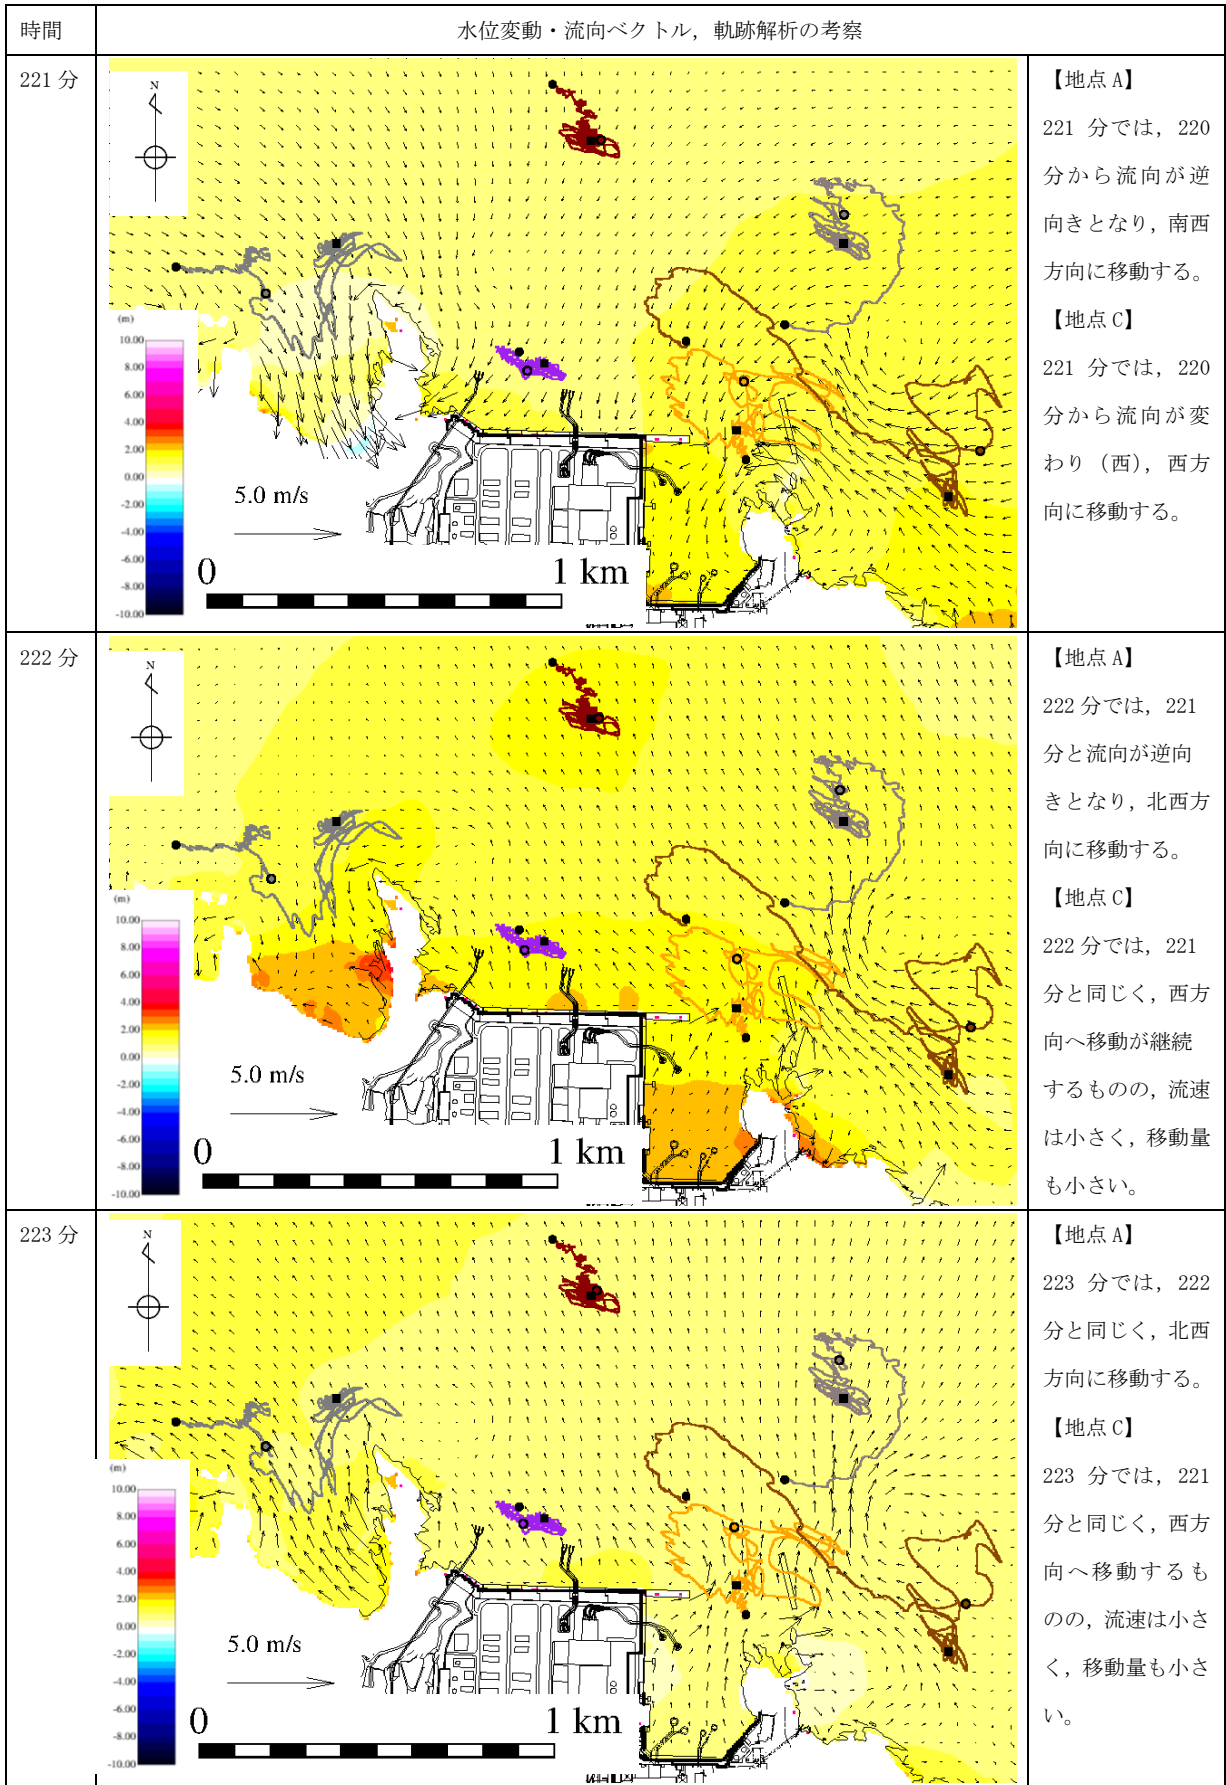 時間
水位変動・流向ベクトル，軌跡解析の考察
221 分
N
(m)
10.00
8.00
6.00
4.00
2.00
0.00
-2.00
-4.00
-6.00
-8.00
-10.00
5.0 m/s
0
1 km
【地点 A】
221 分では，220
分から流向が逆
向きとなり，南西
方向に移動する。
【地点 C】
221 分では，220
分から流向が変
わり（西），西方
向に移動する。
222 分
N
(m)
10.00
8.00
6.00
4.00
2.00
0.00
-2.00
-4.00
-6.00
-8.00
-10.00
5.0 m/s
0
1 km
【地点 A】
222 分では，221
分と流向が逆向
きとなり，北西方
向に移動する。
【地点 C】
222 分では，221
分と同じく，西方
向へ移動が継続
するものの，流速
は小さく，移動量
も小さい。
223 分
N
(m)
10.00
8.00
6.00
4.00
2.00
0.00
-2.00
-4.00
-6.00
-8.00
-10.00
5.0 m/s
0
1 km
【地点 A】
223 分では，222
分と同じく，北西
方向に移動する。
【地点 C】
223 分では，221
分と同じく，西方
向へ移動するも
のの，流速は小さ
く，移動量も小さ
い。